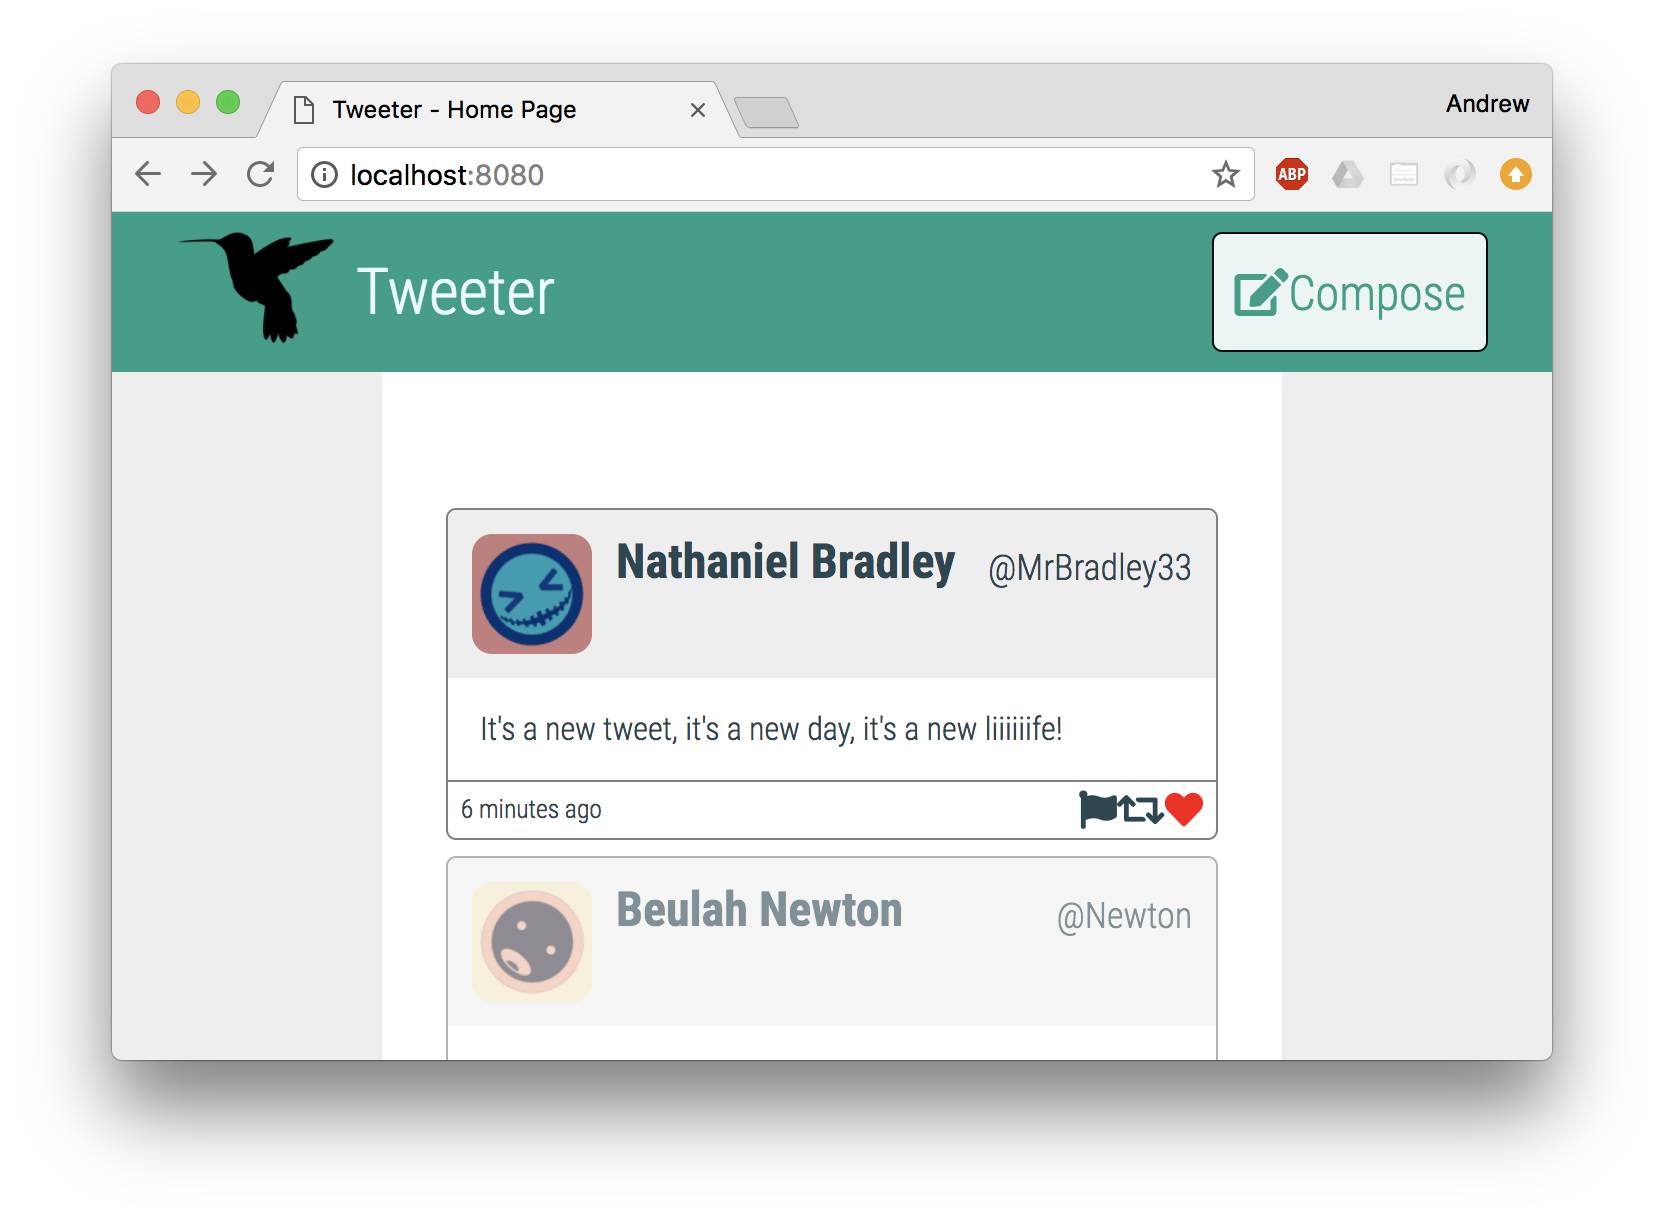 Tweeter - Home Page
Andrew
localhost:8080
ABP
Tweeter
Compose
Nathaniel Bradley @MrBradley33
It's a new tweet, it's a new day, it's a new liiiiiife!
6 minutes ago
Beulah Newton @Newton